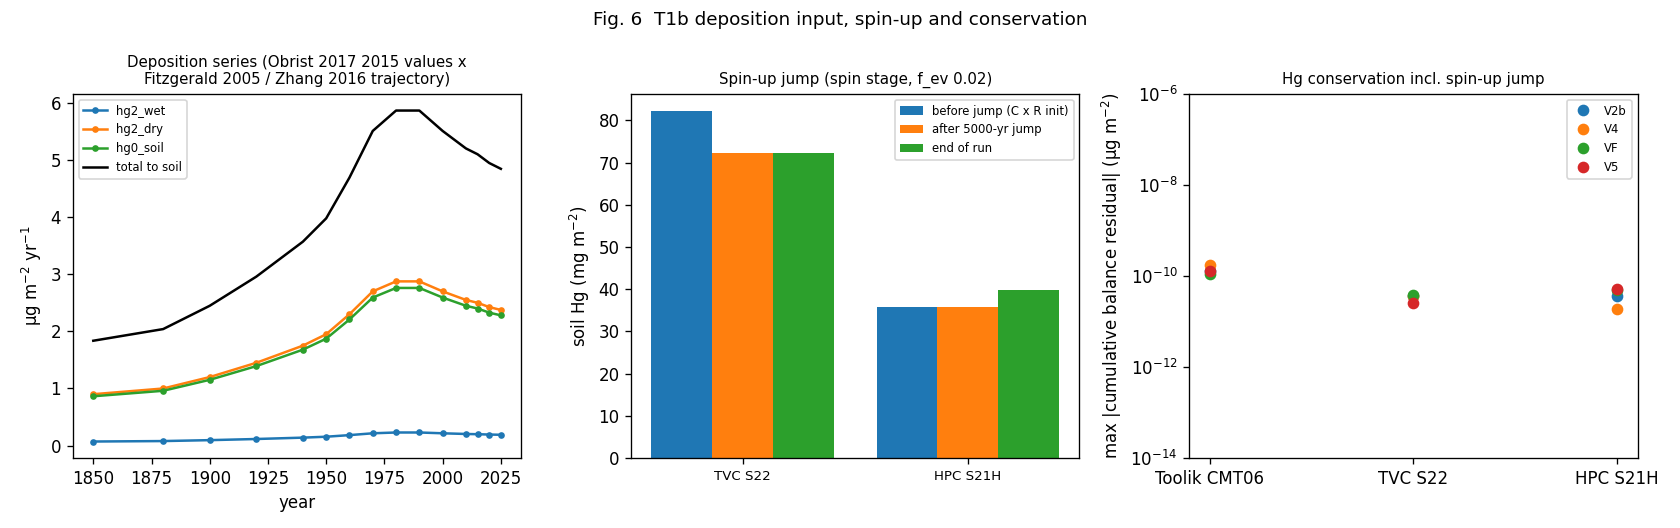 Fig. 6  T1b deposition input, spin-up and conservation
Deposition series (Obrist 2017 2015 values x
Fitzgerald 2005 / Zhang 2016 trajectory)
hg2_wet
hg2_dry
hg0_soil
total to soil
µg m⁻² yr⁻¹
6
5
4
3
2
1
0
1850 1875 1900 1925 1950 1975 2000 2025
year
Spin-up jump (spin stage, f_ev 0.02)
before jump (C x R init)
after 5000-yr jump
end of run
soil Hg (mg m⁻²)
80
70
60
50
40
30
20
10
0
TVC S22 HPC S21H
Hg conservation incl. spin-up jump
V2b
V4
VF
V5
max |cumulative balance residual| (µg m⁻²)
10⁻⁶
10⁻⁸
10⁻¹⁰
10⁻¹²
10⁻¹⁴
Toolik CMT06 TVC S22 HPC S21H